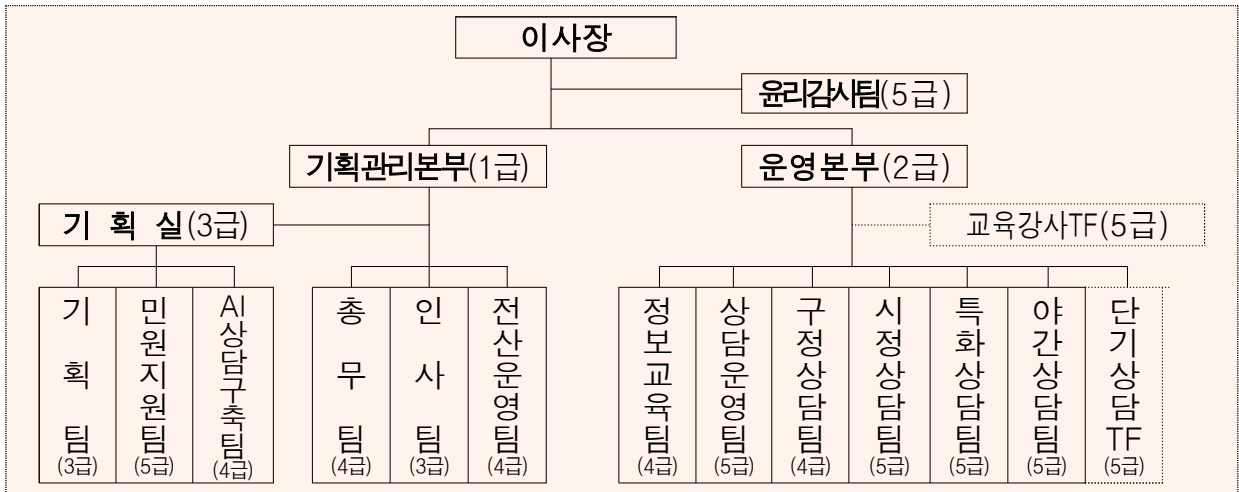 이사장
윤리감사팀(5급)
기획관리본부(1급)
운영본부(2급)
기 획 실(3급)
교육강사TF(5급)
기 획 팀 (3급)
민원지원팀 (5급)
AI상담구축팀 (4급)
총 무 팀 (4급)
인 사 팀 (3급)
전산운영팀 (4급)
정보교육팀 (4급)
상담운영팀 (5급)
구정상담팀 (4급)
시정상담팀 (5급)
특화상담팀 (5급)
야간상담팀 (5급)
단기상담TF (5급)